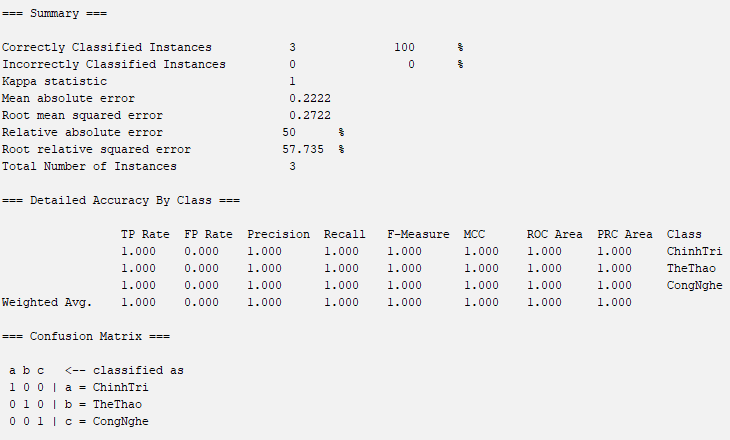 === Summary ===
Correctly Classified Instances 3 100 %
Incorrectly Classified Instances 0 0 %
Kappa statistic 1
Mean absolute error 0.2222
Root mean squared error 0.2722
Relative absolute error 50 %
Root relative squared error 57.735 %
Total Number of Instances 3
=== Detailed Accuracy By Class ===
TP Rate FP Rate Precision Recall F-Measure MCC ROC Area PRC Area Class
1.000 0.000 1.000 1.000 1.000 1.000 1.000 1.000 ChinhTri
1.000 0.000 1.000 1.000 1.000 1.000 1.000 1.000 TheThao
1.000 0.000 1.000 1.000 1.000 1.000 1.000 1.000 CongNghe
Weighted Avg. 1.000 0.000 1.000 1.000 1.000 1.000 1.000 1.000
=== Confusion Matrix ===
a b c <-- classified as
1 0 0 | a = ChinhTri
0 1 0 | b = TheThao
0 0 1 | c = CongNghe